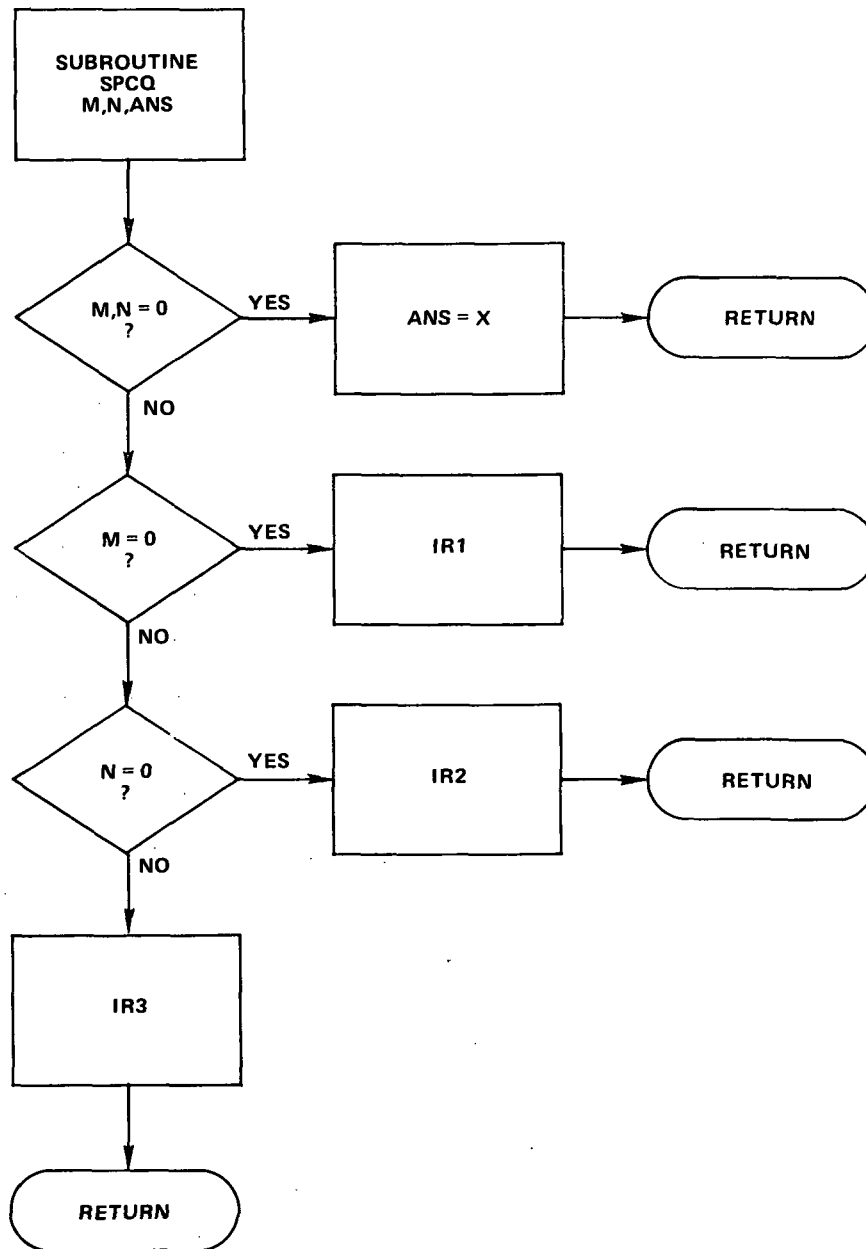 SUBROUTINE
SPCQ
M,N,ANS
M,N = 0
?
YES
ANS = X
RETURN
NO
M = 0
?
YES
IR1
RETURN
NO
N = 0
?
YES
IR2
RETURN
NO
IR3
RETURN